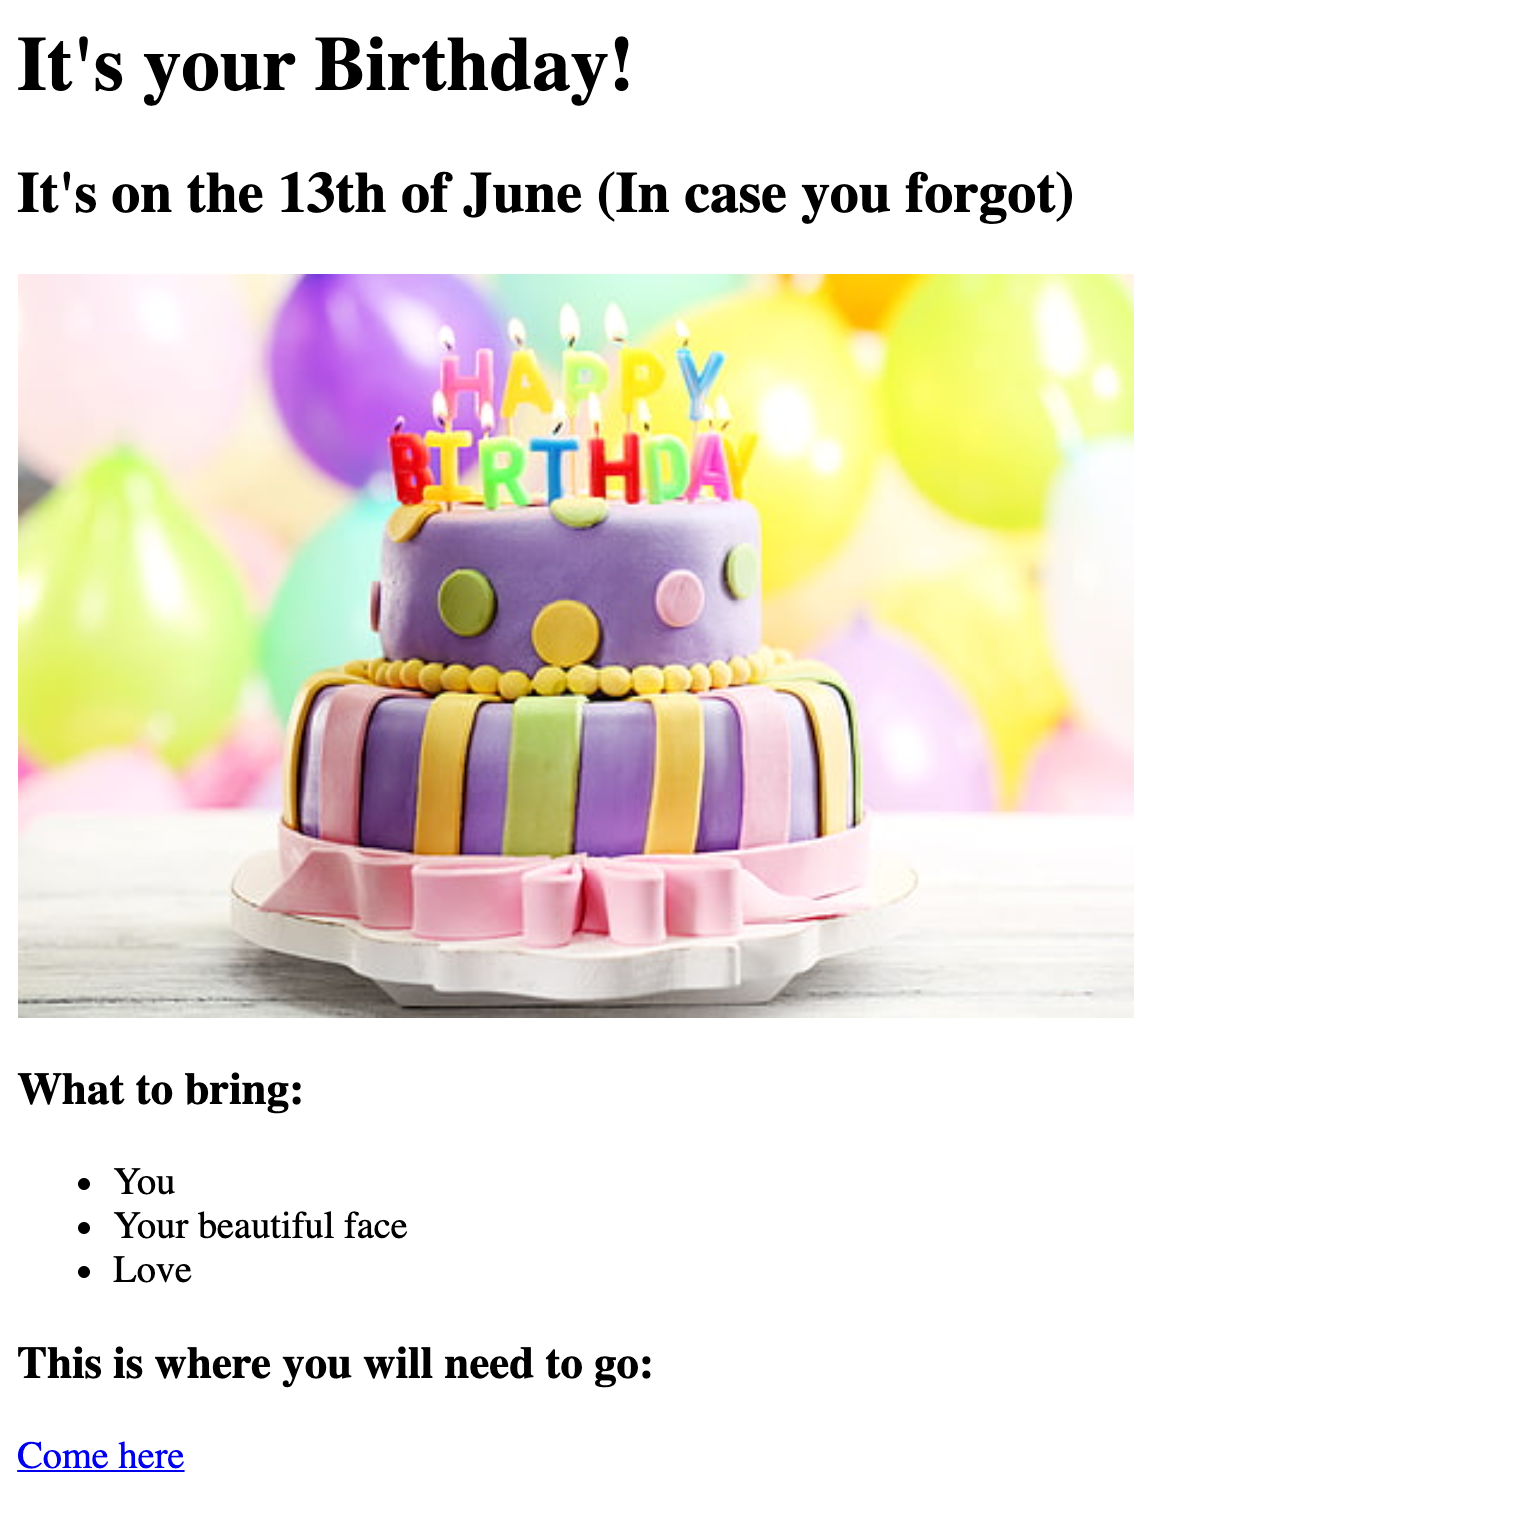 It's your Birthday!
It's on the 13th of June (In case you forgot)
HAPPY
BIRTHDAY
What to bring:
You
Your beautiful face
Love
This is where you will need to go:
Come here